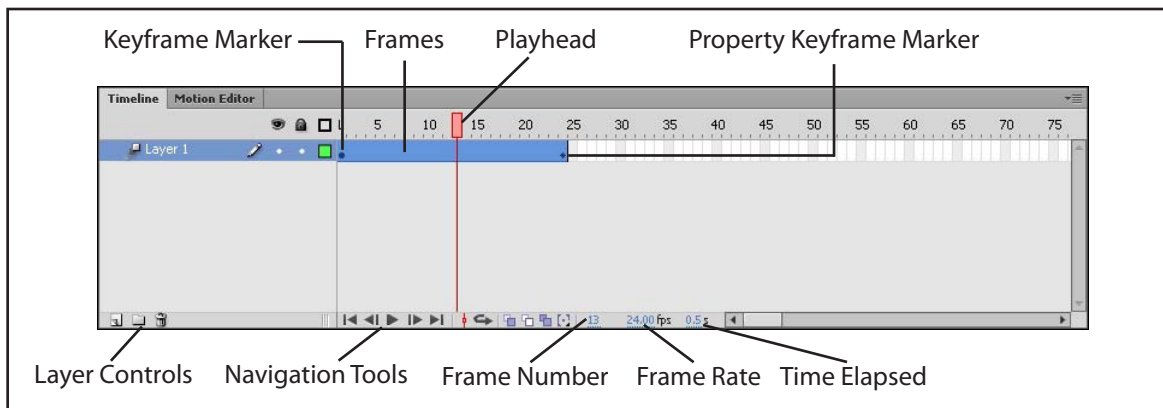 Keyframe Marker Frames Playhead Property Keyframe Marker
Timeline Motion Editor
5 10 15 20 25 30 35 40 45 50 55 60 65 70 75
Layer 1
13 24.00 fps 0.5 s
Layer Controls Navigation Tools Frame Number Frame Rate Time Elapsed